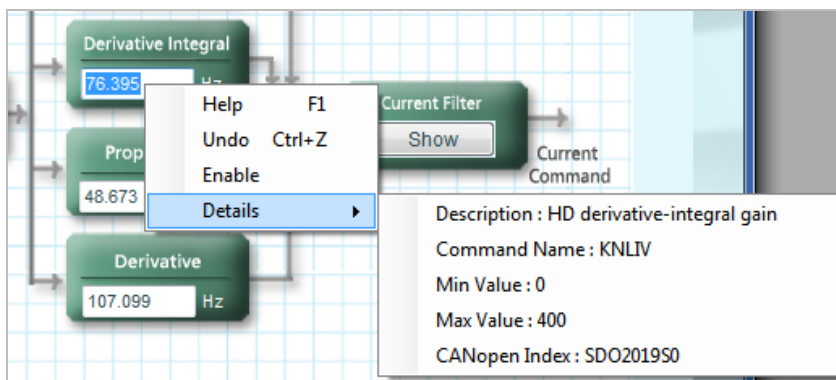 Derivative Integral
76.395
Help F1
Undo Ctrl+Z
Enable
Details
Current Filter
Show
Current
Command
48.673
Derivative
107.099 Hz
Description : HD derivative-integral gain
Command Name : KNLIV
Min Value : 0
Max Value : 400
CANopen Index : SDO2019S0